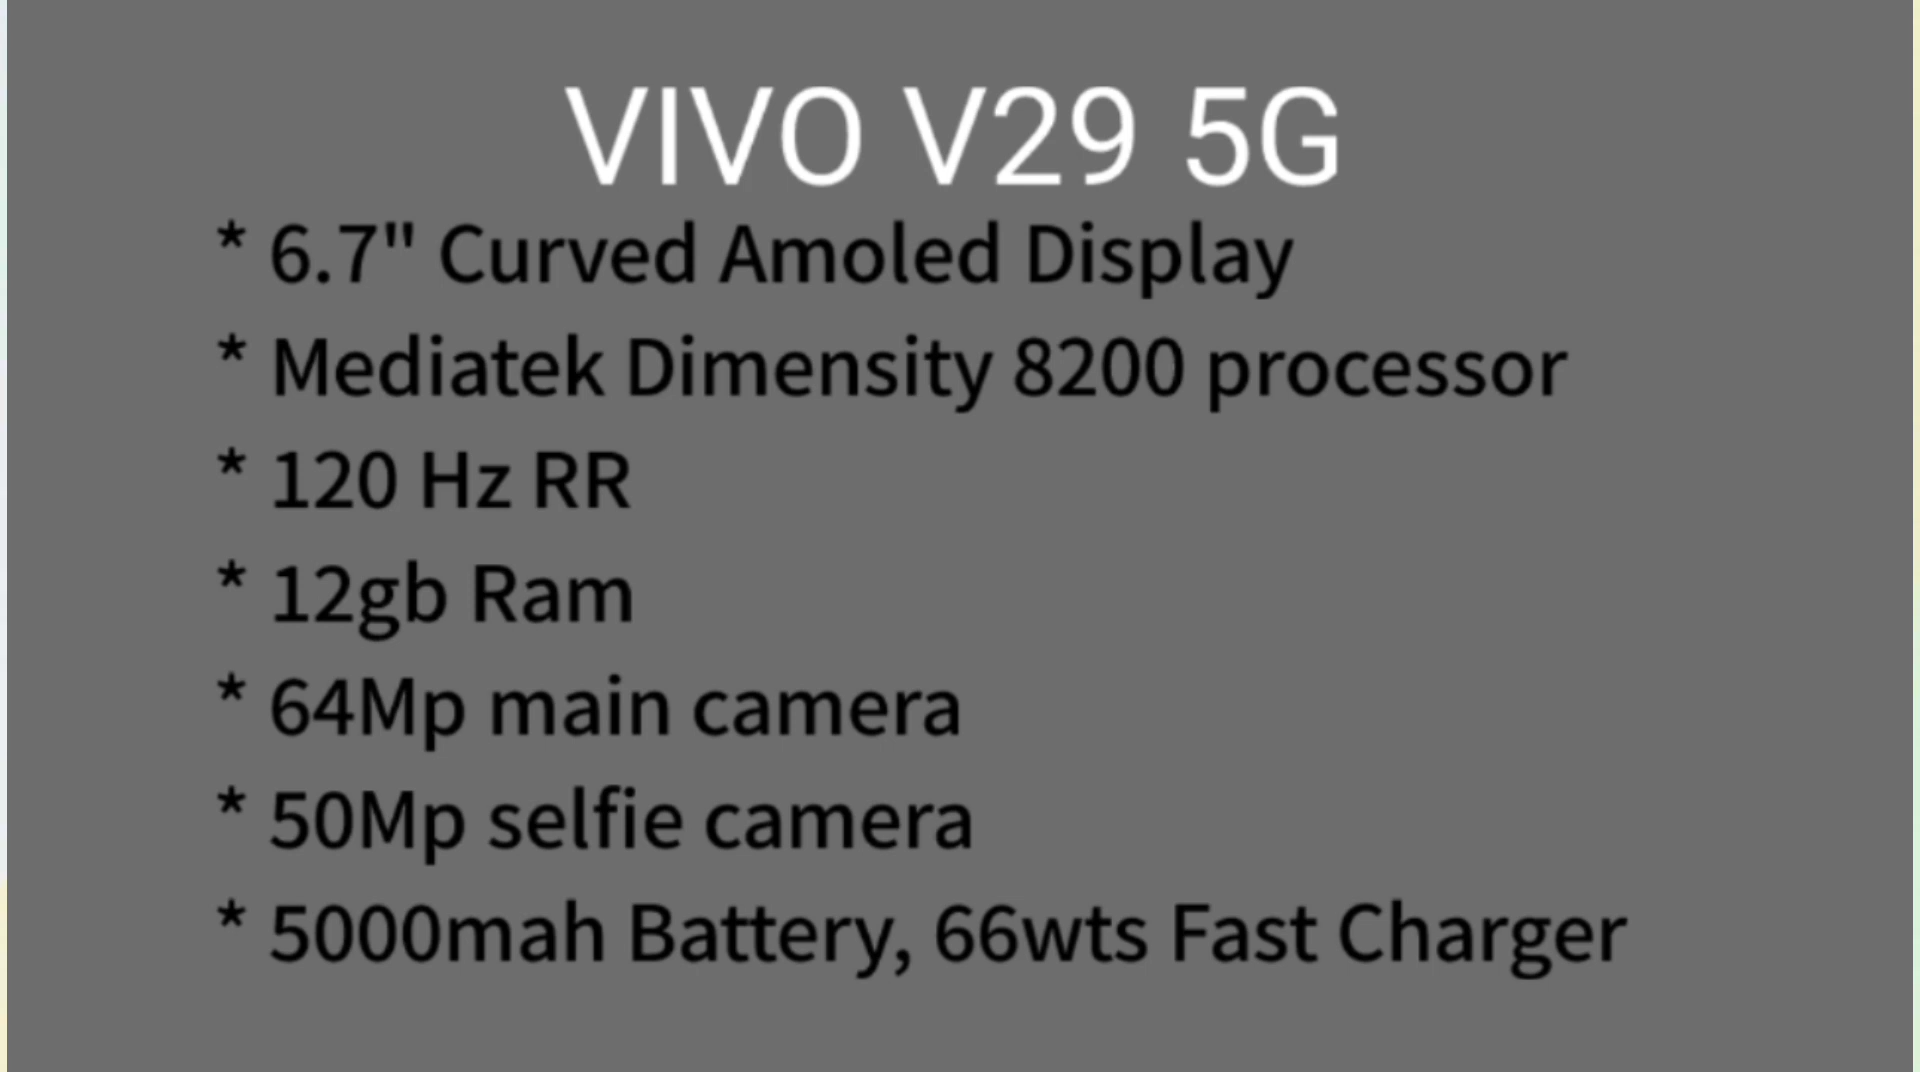 VIVO V29 5G
* 6.7" Curved Amoled Display
* Mediatek Dimensity 8200 processor
* 120 Hz RR
* 12gb Ram
* 64Mp main camera
* 50Mp selfie camera
* 5000mah Battery, 66wts Fast Charger